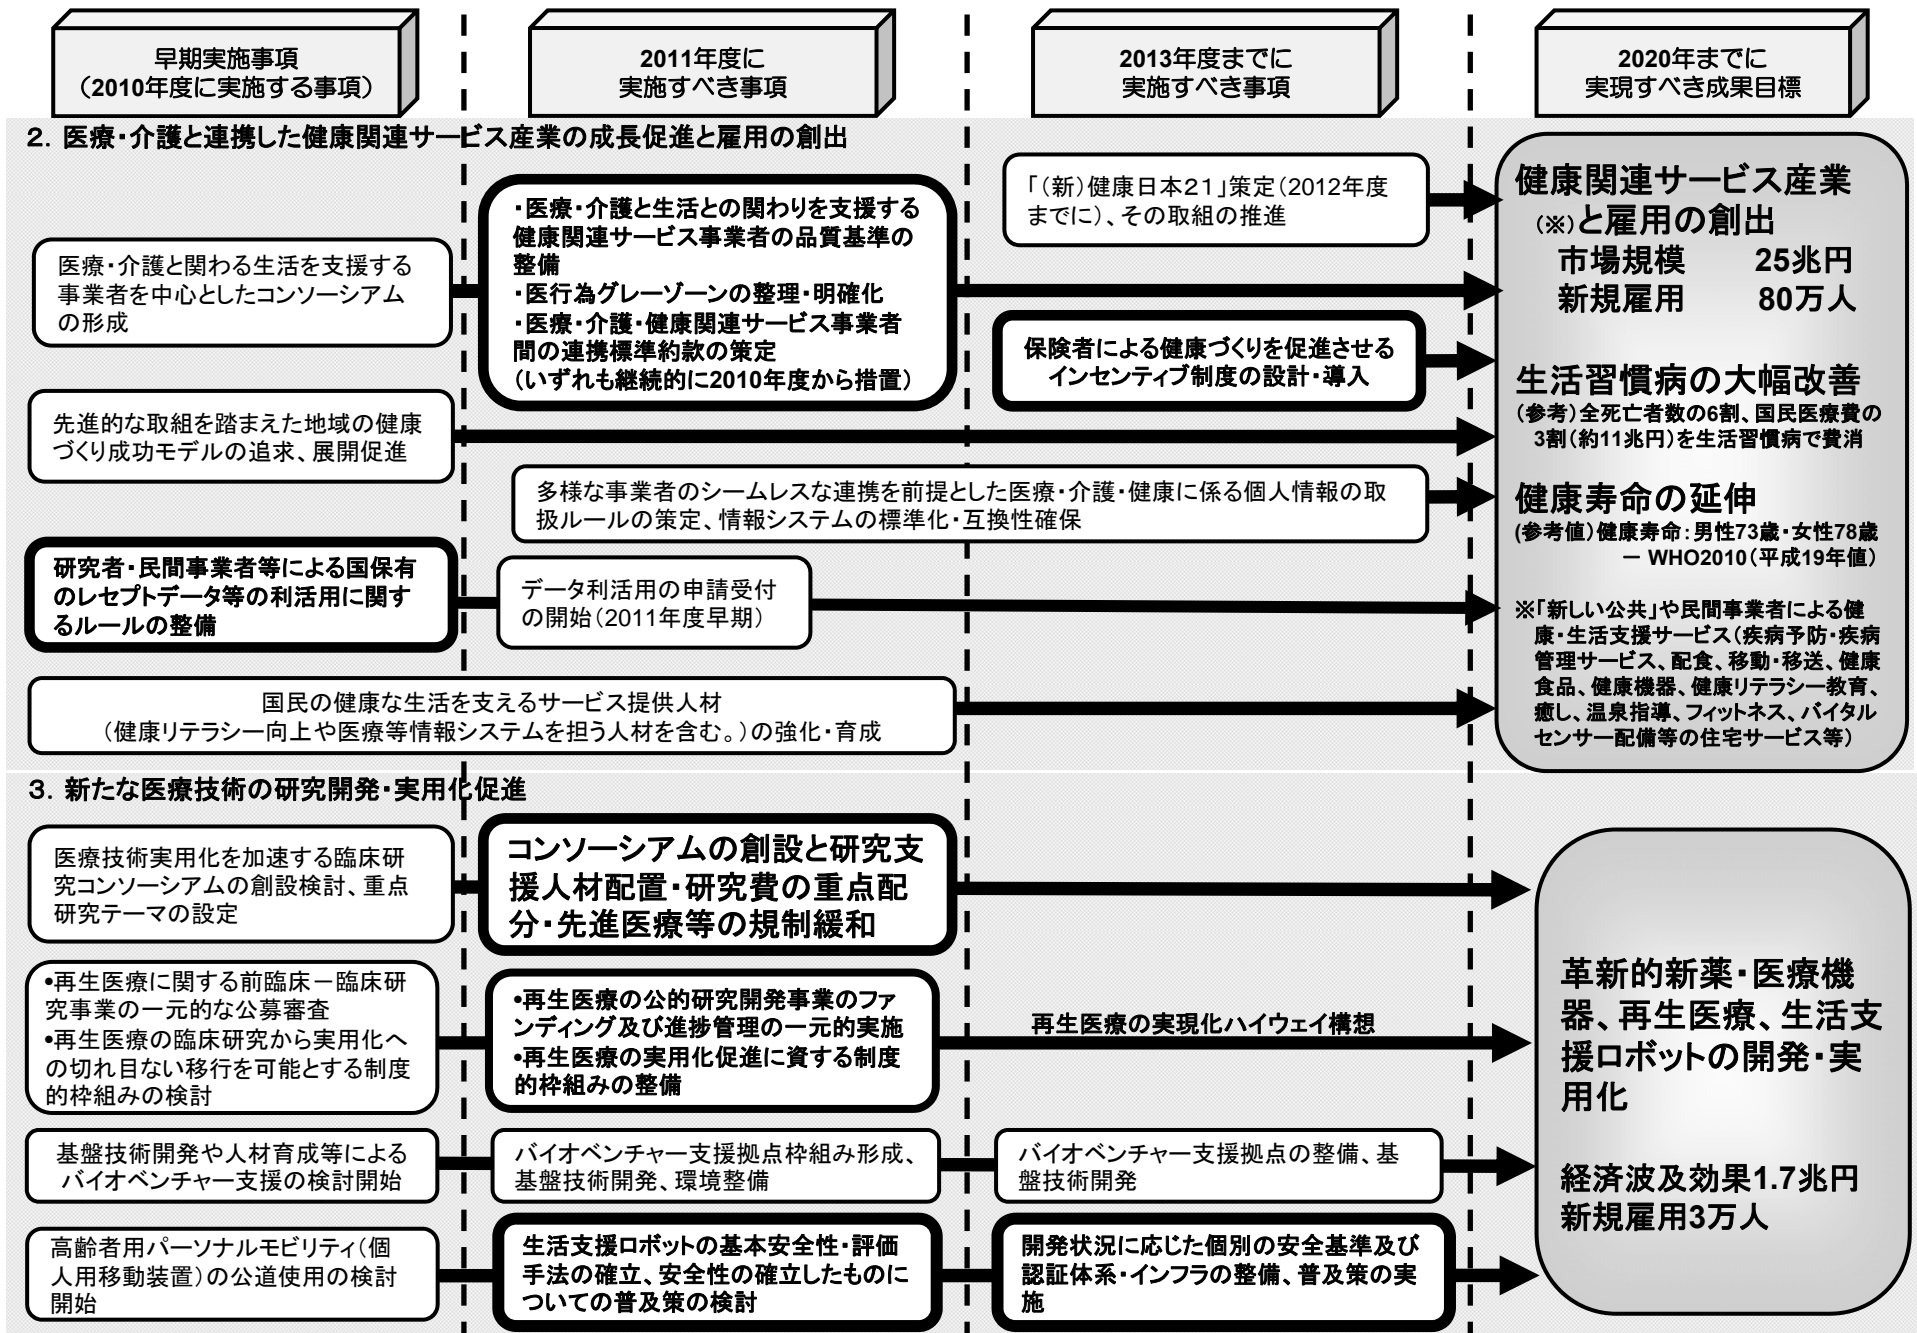 早期実施事項
（2010年度に実施する事項）
2011年度に
実施すべき事項
2013年度までに
実施すべき事項
2020年までに
実現すべき成果目標
2．医療・介護と連携した健康関連サービス産業の成長促進と雇用の創出
医療・介護と関わる生活を支援する
事業者を中心としたコンソーシアム
の形成
・医療・介護と生活との関わりを支援する
健康関連サービス事業者の品質基準の
整備
・医行為グレーゾーンの整理・明確化
・医療・介護・健康関連サービス事業者
間の連携標準約款の策定
（いずれも継続的に2010年度から措置）
「（新）健康日本２１」策定（2012年度
までに）、その取組の推進
保険者による健康づくりを促進させる
インセンティブ制度の設計・導入
先進的な取組を踏まえた地域の健康
づくり成功モデルの追求、展開促進
多様な事業者のシームレスな連携を前提とした医療・介護・健康に係る個人情報の取
扱ルールの策定、情報システムの標準化・互換性確保
研究者・民間事業者等による国保有
のレセプトデータ等の利活用に関す
るルールの整備
データ利活用の申請受付
の開始（2011年度早期）
国民の健康な生活を支えるサービス提供人材
（健康リテラシー向上や医療等情報システムを担う人材を含む。）の強化・育成
健康関連サービス産業
（※）と雇用の創出
市場規模　　25兆円
新規雇用　　80万人
生活習慣病の大幅改善
（参考）全死亡者数の6割、国民医療費の
3割（約11兆円）を生活習慣病で費消
健康寿命の延伸
(参考値）健康寿命：男性73歳・女性78歳
－ WHO2010（平成19年値）
※「新しい公共」や民間事業者による健
康・生活支援サービス（疾病予防・疾病
管理サービス、配食、移動・移送、健康
食品、健康機器、健康リテラシー教育、
癒し、温泉指導、フィットネス、バイタル
センサー配備等の住宅サービス等）
3．新たな医療技術の研究開発・実用化促進
医療技術実用化を加速する臨床研
究コンソーシアムの創設検討、重点
研究テーマの設定
コンソーシアムの創設と研究支
援人材配置・研究費の重点配
分・先進医療等の規制緩和
•再生医療に関する前臨床－臨床研
究事業の一元的な公募審査
•再生医療の臨床研究から実用化へ
の切れ目ない移行を可能とする制度
的枠組みの検討
•再生医療の公的研究開発事業のファ
ンディング及び進捗管理の一元的実施
•再生医療の実用化促進に資する制度
的枠組みの整備
再生医療の実現化ハイウェイ構想
基盤技術開発や人材育成等による
バイオベンチャー支援の検討開始
バイオベンチャー支援拠点枠組み形成、
基盤技術開発、環境整備
バイオベンチャー支援拠点の整備、基
盤技術開発
高齢者用パーソナルモビリティ（個
人用移動装置）の公道使用の検討
開始
生活支援ロボットの基本安全性・評価
手法の確立、安全性の確立したものに
ついての普及策の検討
開発状況に応じた個別の安全基準及び
認証体系・インフラの整備、普及策の実
施
革新的新薬・医療機
器、再生医療、生活支
援ロボットの開発・実
用化
経済波及効果1.7兆円
新規雇用3万人